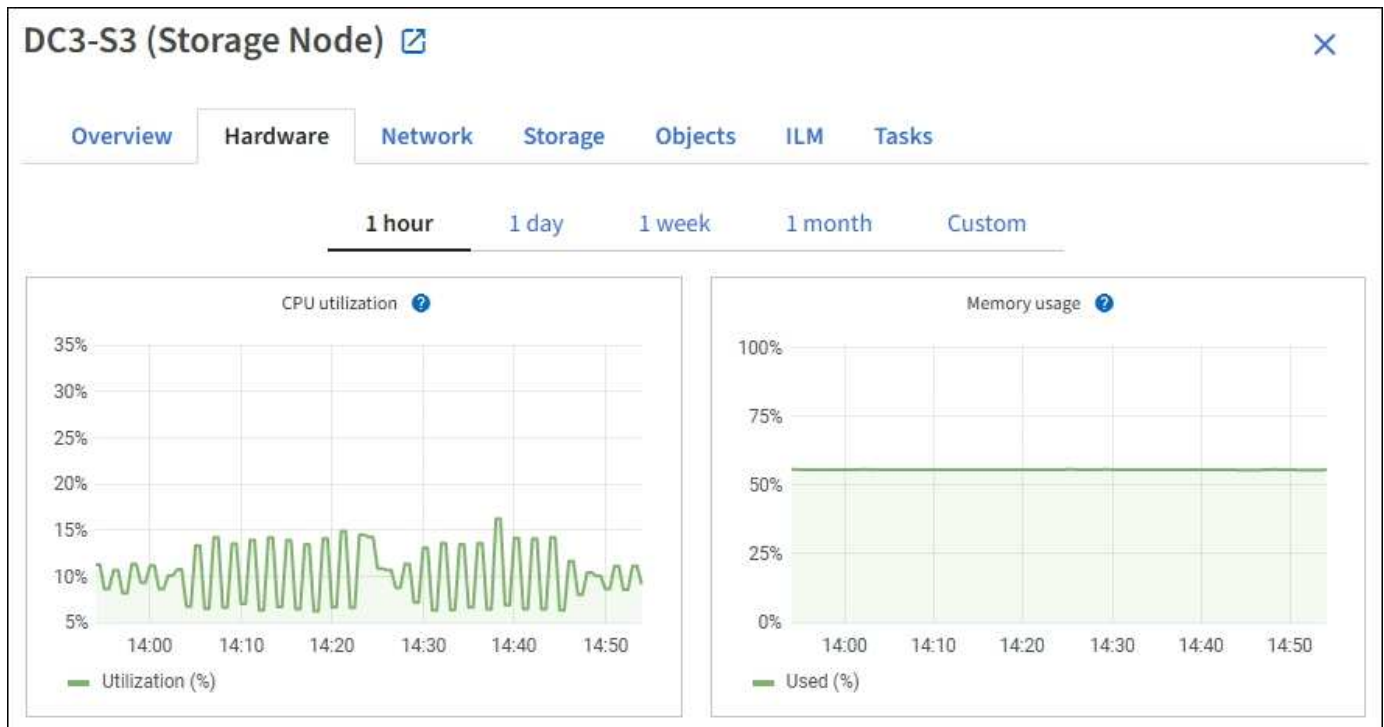 DC3-S3 (Storage Node)
Overview Hardware Network Storage Objects ILM Tasks
1 hour 1 day 1 week 1 month Custom
CPU utilization ?
35%
30%
25%
20%
15%
10%
5%
14:00 14:10 14:20 14:30 14:40 14:50
Utilization (%)
Memory usage ?
100%
75%
50%
25%
0%
14:00 14:10 14:20 14:30 14:40 14:50
Used (%)